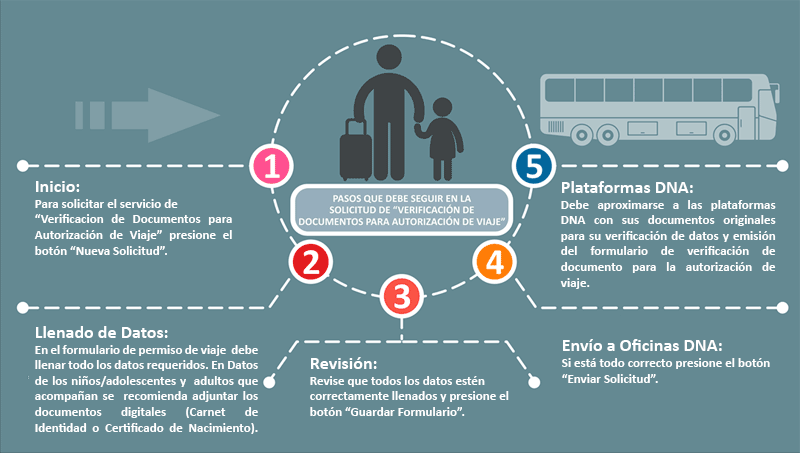 PASOS QUE DEBE SEGUIR EN LA
SOLICITUD DE “VERIFICACIÓN DE
DOCUMENTOS PARA AUTORIZACIÓN DE VIAJE”
1
Inicio:
Para solicitar el servicio de
“Verificacion de Documentos para
Autorización de Viaje” presione el
botón “Nueva Solicitud”.
2
Llenado de Datos:
En el formulario de permiso de viaje debe
llenar todo los datos requeridos. En Datos
de los niños/adolescentes y adultos que
acompañan se recomienda adjuntar los
documentos digitales (Carnet de
Identidad o Certificado de Nacimiento).
3
Revisión:
Revise que todos los datos estén
correctamente llenados y presione el
botón “Guardar Formulario”.
4
Envío a Oficinas DNA:
Si está todo correcto presione el botón
“Enviar Solicitud”.
5
Plataformas DNA:
Debe aproximarse a las plataformas
DNA con sus documentos originales
para su verificación de datos y emisión
del formulario de verificación de
documento para la autorización de
viaje.